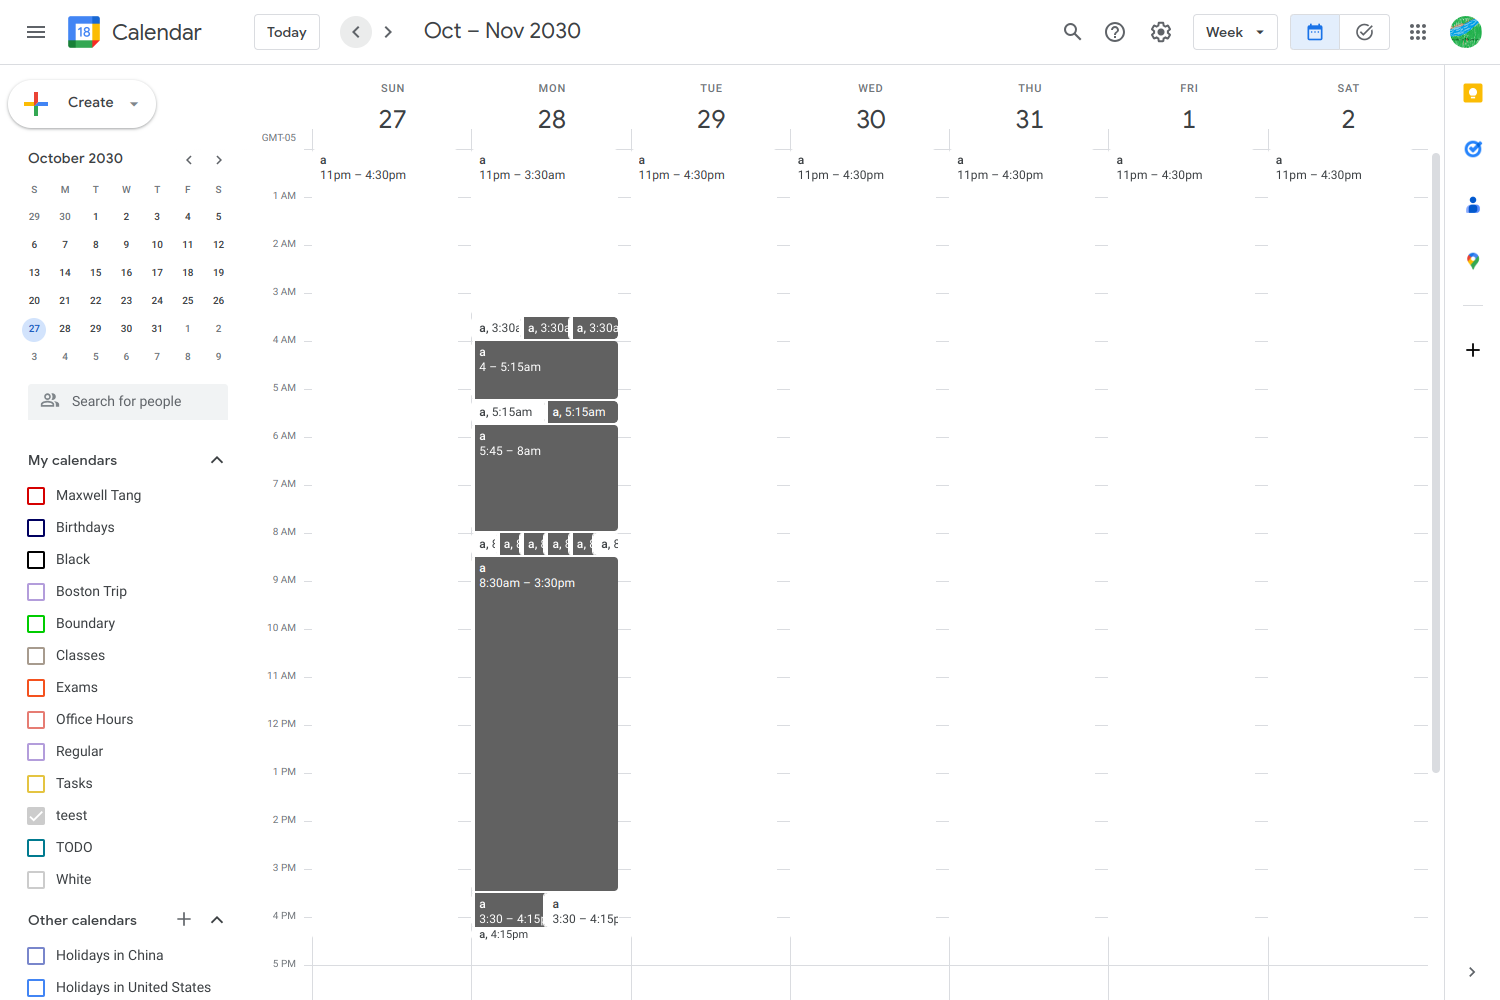 18 Calendar Today Oct – Nov 2030 Week
Create
October 2030
S M T W T F S
29 30 1 2 3 4 5
6 7 8 9 10 11 12
13 14 15 16 17 18 19
20 21 22 23 24 25 26
27 28 29 30 31 1 2
3 4 5 6 7 8 9
Search for people
My calendars
Maxwell Tang
Birthdays
Black
Boston Trip
Boundary
Classes
Exams
Office Hours
Regular
Tasks
teest
TODO
White
Other calendars
Holidays in China
Holidays in United States
SUN MON TUE WED THU FRI SAT
27 28 29 30 31 1 2
GMT-05
a a a a a a a
11pm – 4:30pm 11pm – 3:30am 11pm – 4:30pm 11pm – 4:30pm 11pm – 4:30pm 11pm – 4:30pm 11pm – 4:30pm
1 AM
2 AM
3 AM
a, 3:30a a, 3:30a a, 3:30a
4 AM
a
4 – 5:15am
5 AM
a, 5:15am a, 5:15am
6 AM
a
5:45 – 8am
7 AM
8 AM
a, 8 a, 8 a, 8 a, 8 a, 8 a, 8
a
9 AM
8:30am – 3:30pm
10 AM
11 AM
12 PM
1 PM
2 PM
3 PM
a a
4 PM
3:30 – 4:15p 3:30 – 4:15p
a, 4:15pm
5 PM